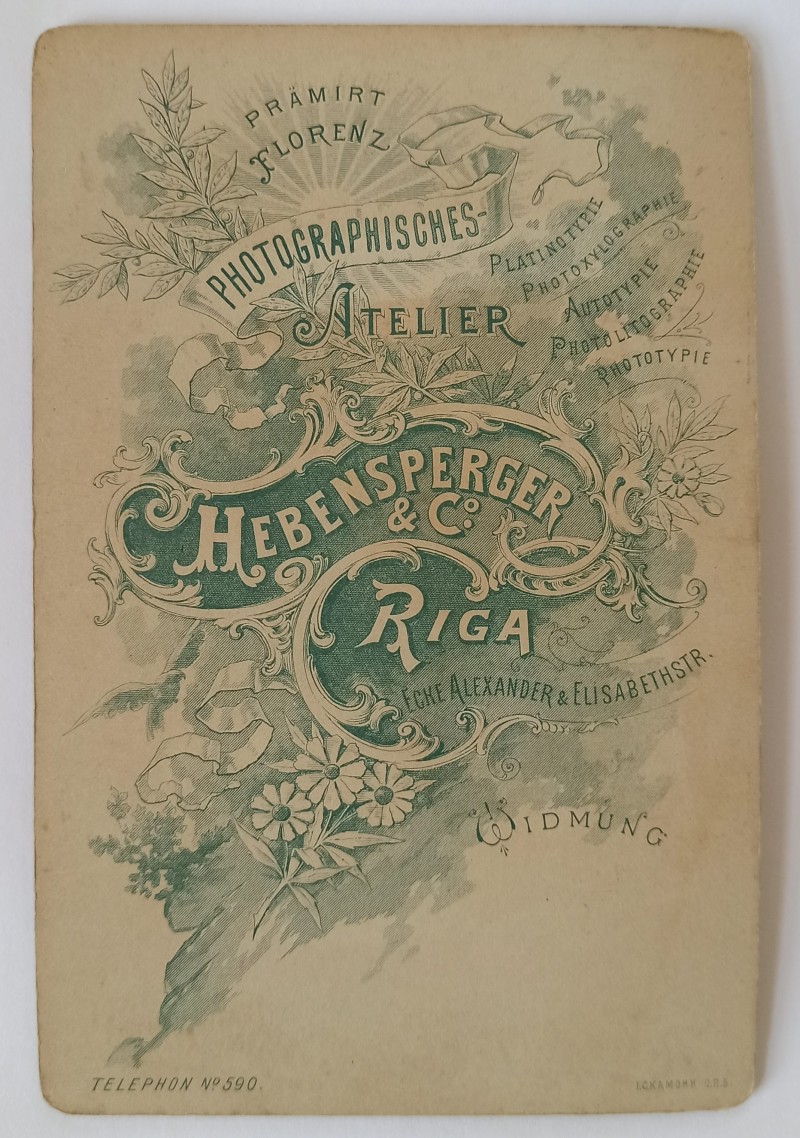 PRÄMIRT
FLORENZ
PHOTOGRAPHISCHES-
ATELIER
PLATINOTYPIE
PHOTOXYLOGRAPHIE
AUTOTYPIE
PHOTOLITOGRAPHIE
PHOTOTYPIE
HEBENSPERGER
& Co.
RIGA
ECKE ALEXANDER & ELISABETHSTR.
WIDMUNG
TELEPHON No 590.